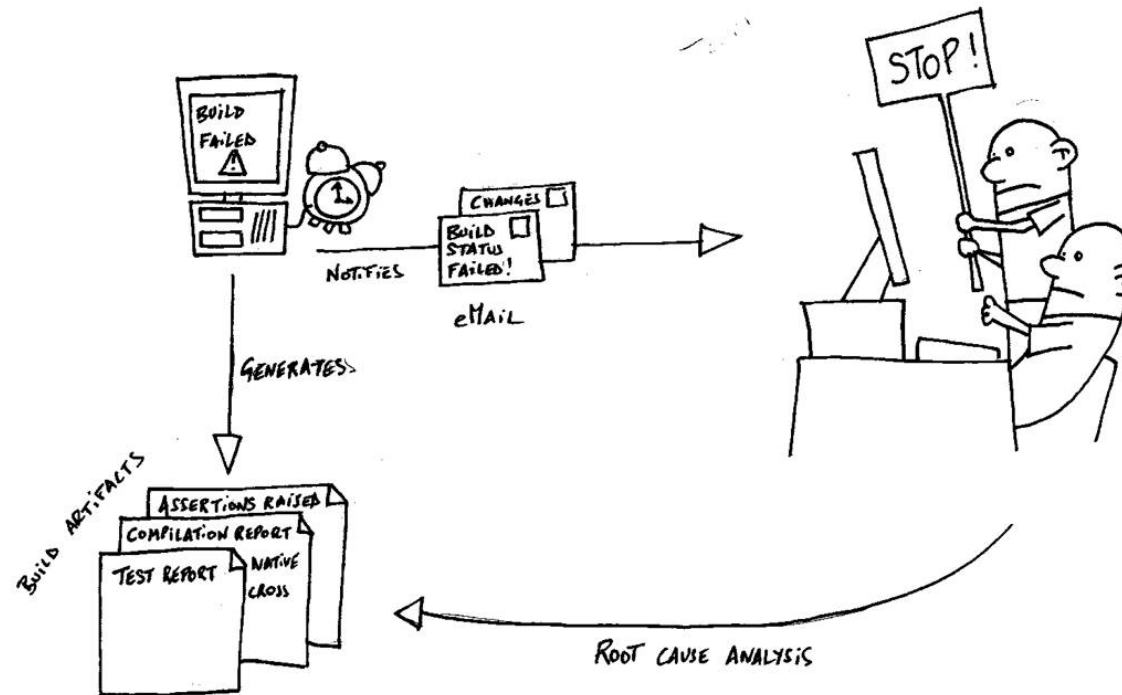 BUILD
FAILED
STOP!
CHANGES
BUILD
STATUS
FAILED!
NOTIFIES
eMAIL
GENERATES
BUILD ARTIFACTS
ASSERTIONS RAISED
COMPILATION REPORT
NATIVE
CROSS
TEST REPORT
ROOT CAUSE ANALYSIS